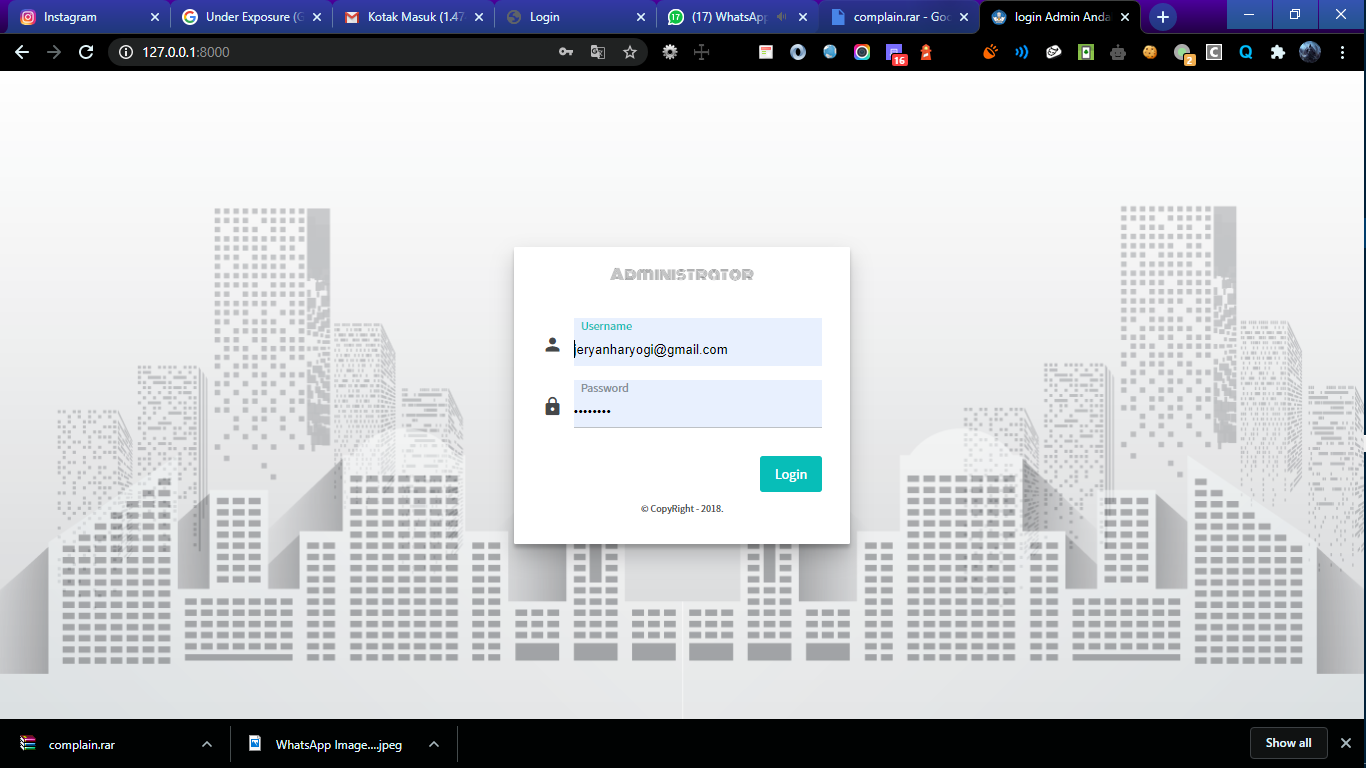 Instagram
Under Exposure (G
Kotak Masuk (1.47
Login
17
(17) WhatsApp
complain.rar - Goo
login Admin Anda
127.0.0.1:8000
16
2
C
Q
Administrator
Username
jeryanharyogi@gmail.com
Password
••••••••
Login
© CopyRight - 2018.
complain.rar
WhatsApp Image....jpeg
Show all